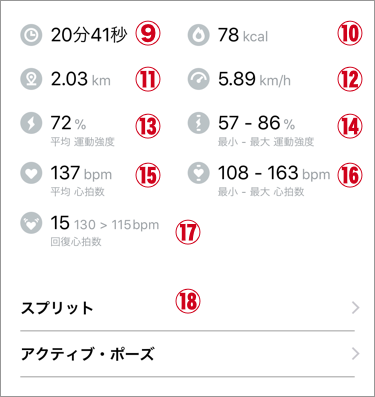 20分41秒 ⑨ 78 kcal ⑩
2.03 km ⑪ 5.89 km/h ⑫
72 % ⑬ 57 - 86 % ⑭
平均 運動強度 最小 - 最大 運動強度
137 bpm ⑮ 108 - 163 bpm ⑯
平均 心拍数 最小 - 最大 心拍数
15 130 > 115bpm ⑰
回復心拍数
⑱
スプリット
アクティブ・ポーズ